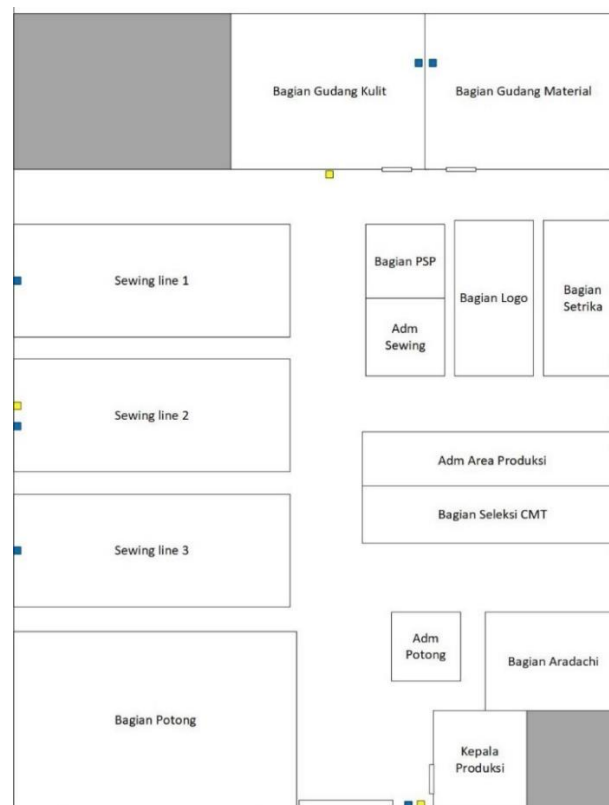 Bagian Gudang Kulit
Bagian Gudang Material
Sewing line 1
Bagian PSP
Bagian Logo
Bagian
Setrika
Adm
Sewing
Sewing line 2
Adm Area Produksi
Bagian Seleksi CMT
Sewing line 3
Adm
Potong
Bagian Aradachi
Bagian Potong
Kepala
Produksi